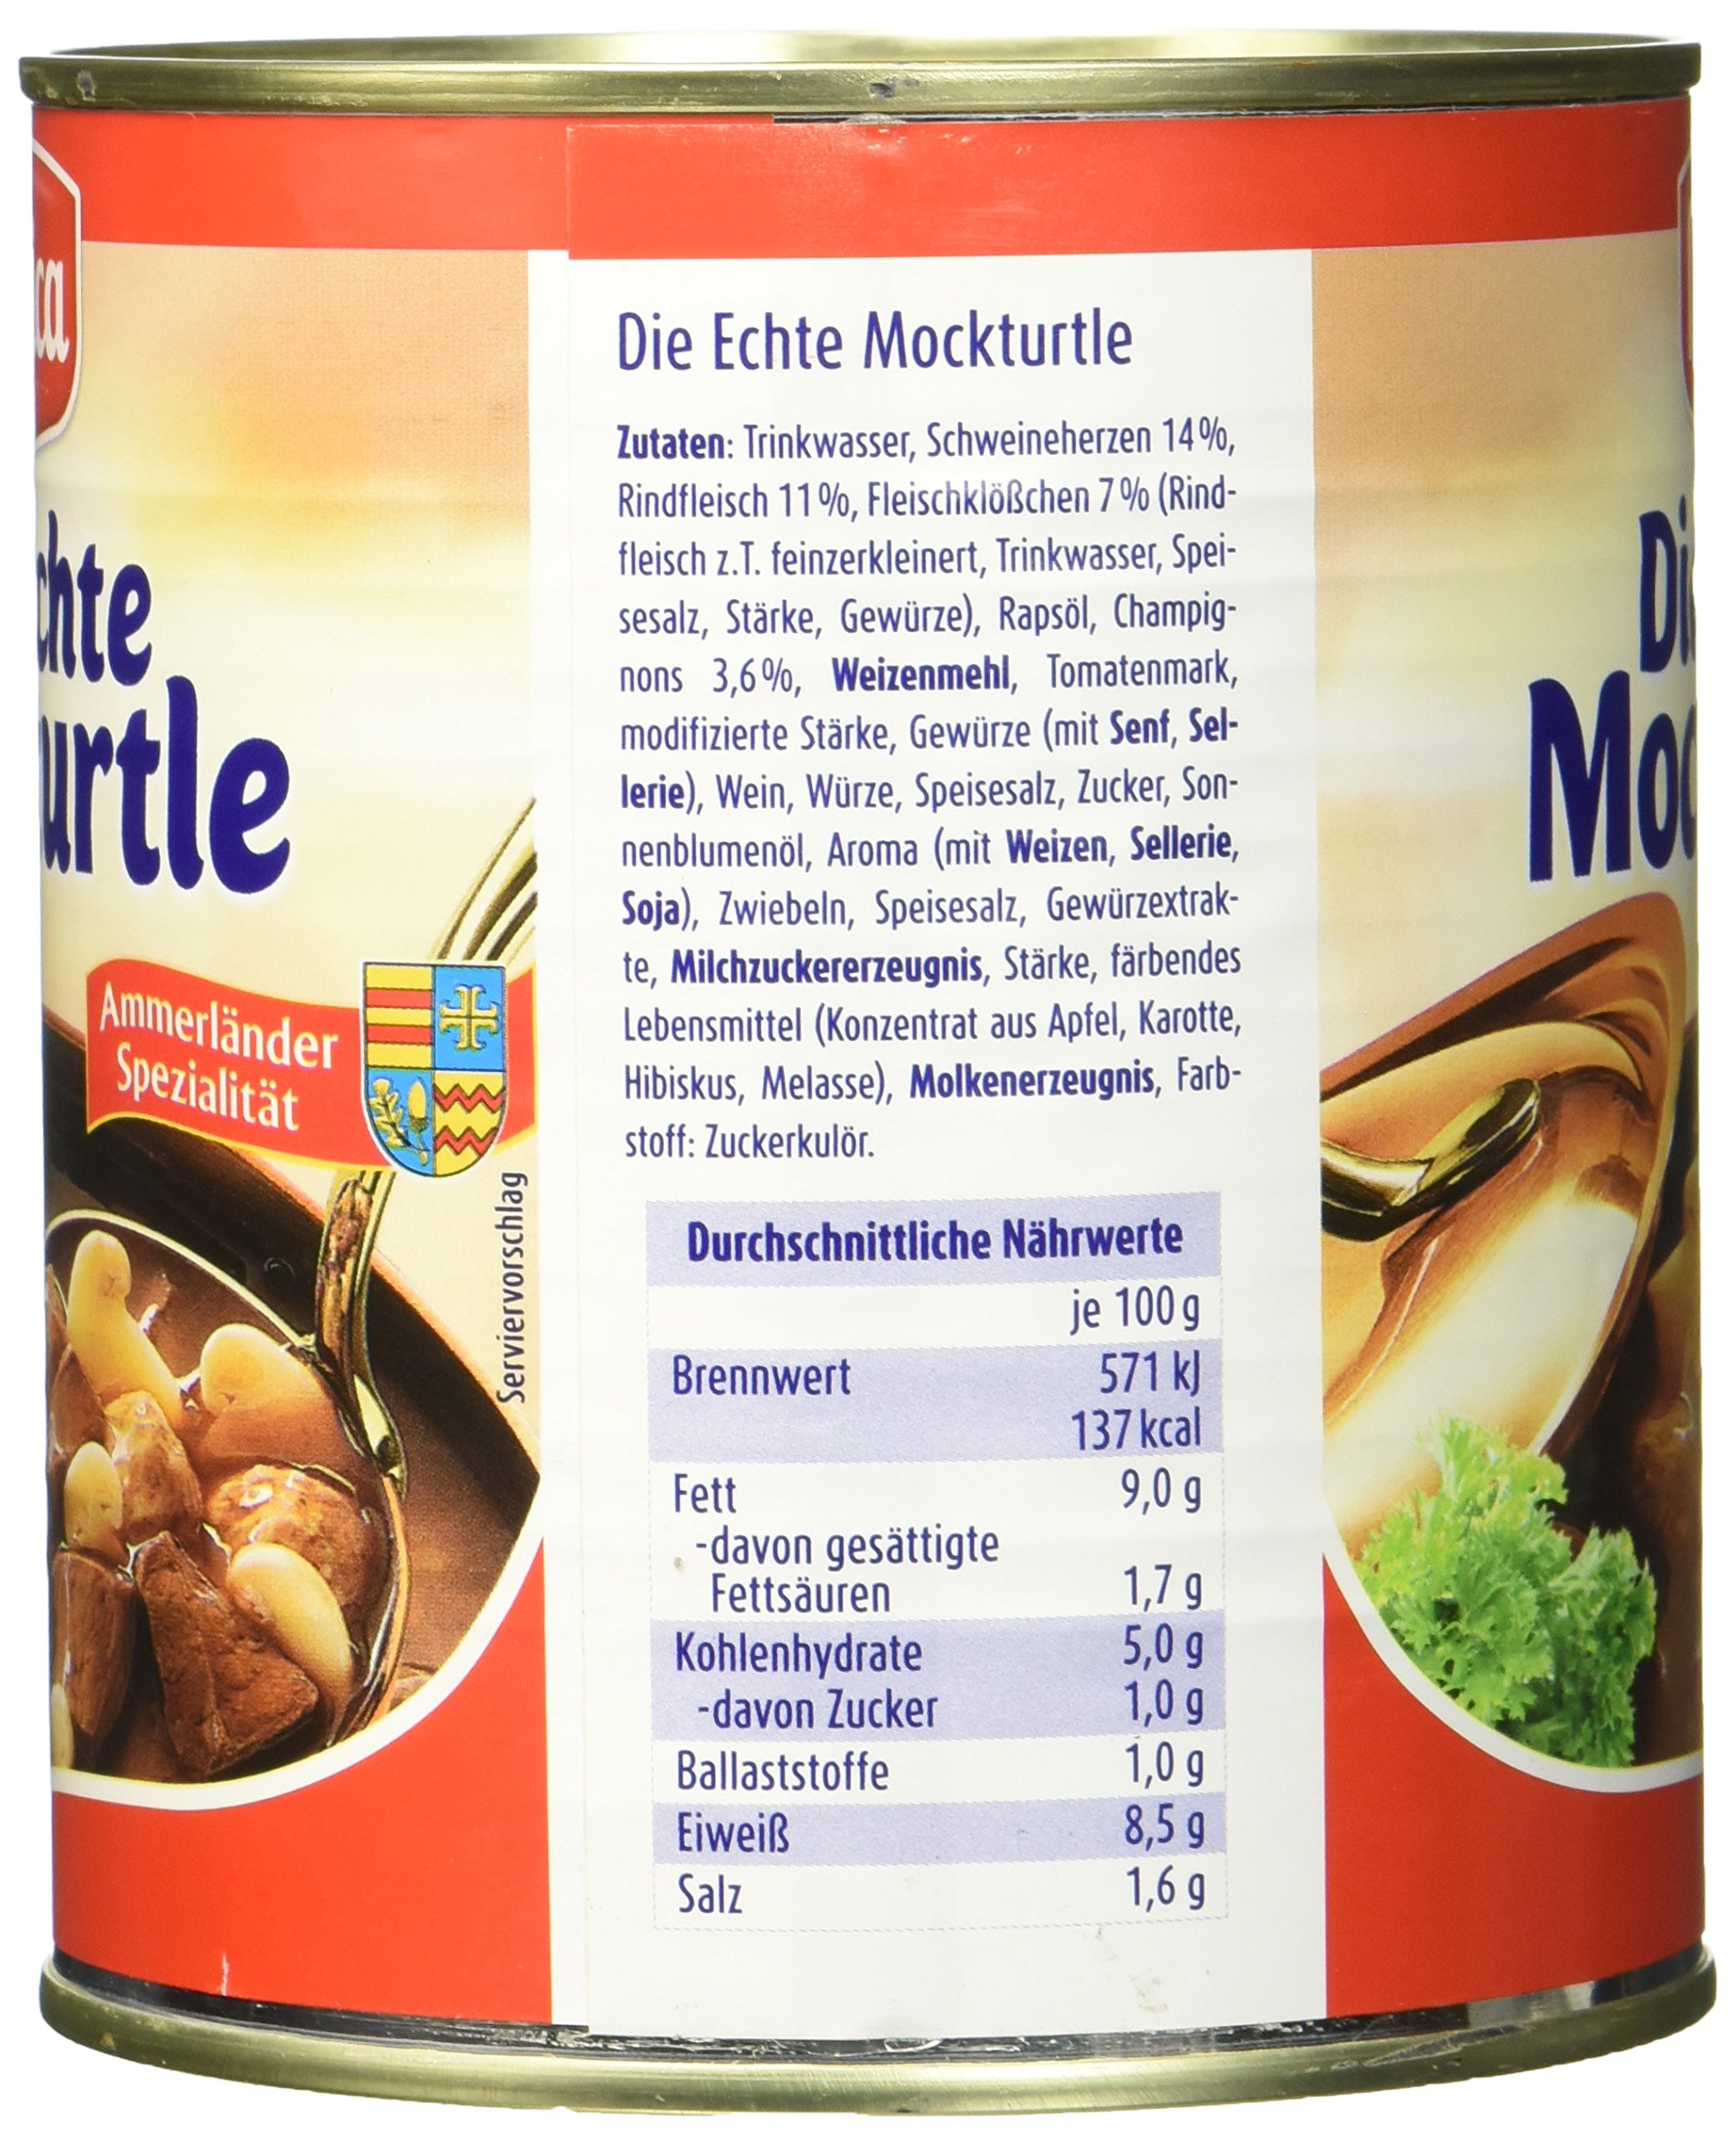 Die Echte Mockturtle
Zutaten: Trinkwasser, Schweineherzen 14%,
Rindfleisch 11%, Fleischklößchen 7% (Rind-
fleisch z.T. feinzerkleinert, Trinkwasser, Spei-
sesalz, Stärke, Gewürze), Rapsöl, Champig-
nons 3,6%, Weizenmehl, Tomatenmark,
modifizierte Stärke, Gewürze (mit Senf, Sel-
lerie), Wein, Würze, Speisesalz, Zucker, Son-
nenblumenöl, Aroma (mit Weizen, Sellerie,
Soja), Zwiebeln, Speisesalz, Gewürzextrak-
te, Milchzuckererzeugnis, Stärke, färbendes
Lebensmittel (Konzentrat aus Apfel, Karotte,
Hibiskus, Melasse), Molkenerzeugnis, Farb-
stoff: Zuckerkulör.
Durchschnittliche Nährwerte
je 100 g
Brennwert 571 kJ
137 kcal
Fett 9,0 g
-davon gesättigte
Fettsäuren 1,7 g
Kohlenhydrate 5,0 g
-davon Zucker 1,0 g
Ballaststoffe 1,0 g
Eiweiß 8,5 g
Salz 1,6 g
ca
chte
urtle
Ammerländer
Spezialität
Serviervorschlag
Di
Moc